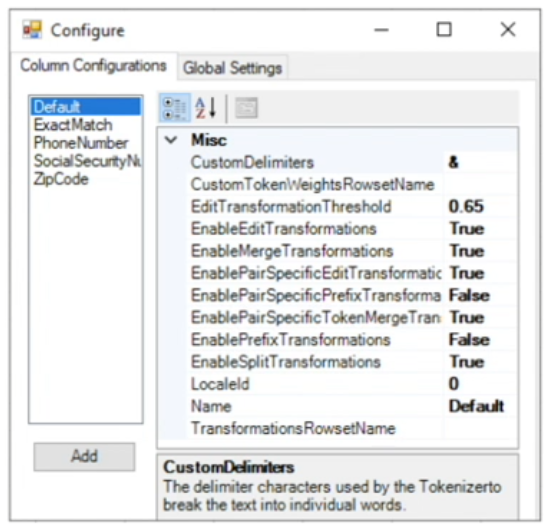 Configure
Column Configurations Global Settings
Default
ExactMatch
PhoneNumber
SocialSecurityNu
ZipCode
Misc
CustomDelimiters &
CustomTokenWeightsRowsetName
EditTransformationThreshold 0.65
EnableEditTransformations True
EnableMergeTransformations True
EnablePairSpecificEditTransformatic True
EnablePairSpecificPrefixTransforma False
EnablePairSpecificTokenMergeTran: True
EnablePrefixTransformations False
EnableSplitTransformations True
LocaleId 0
Name Default
TransformationsRowsetName
Add
CustomDelimiters
The delimiter characters used by the Tokenizerto
break the text into individual words.